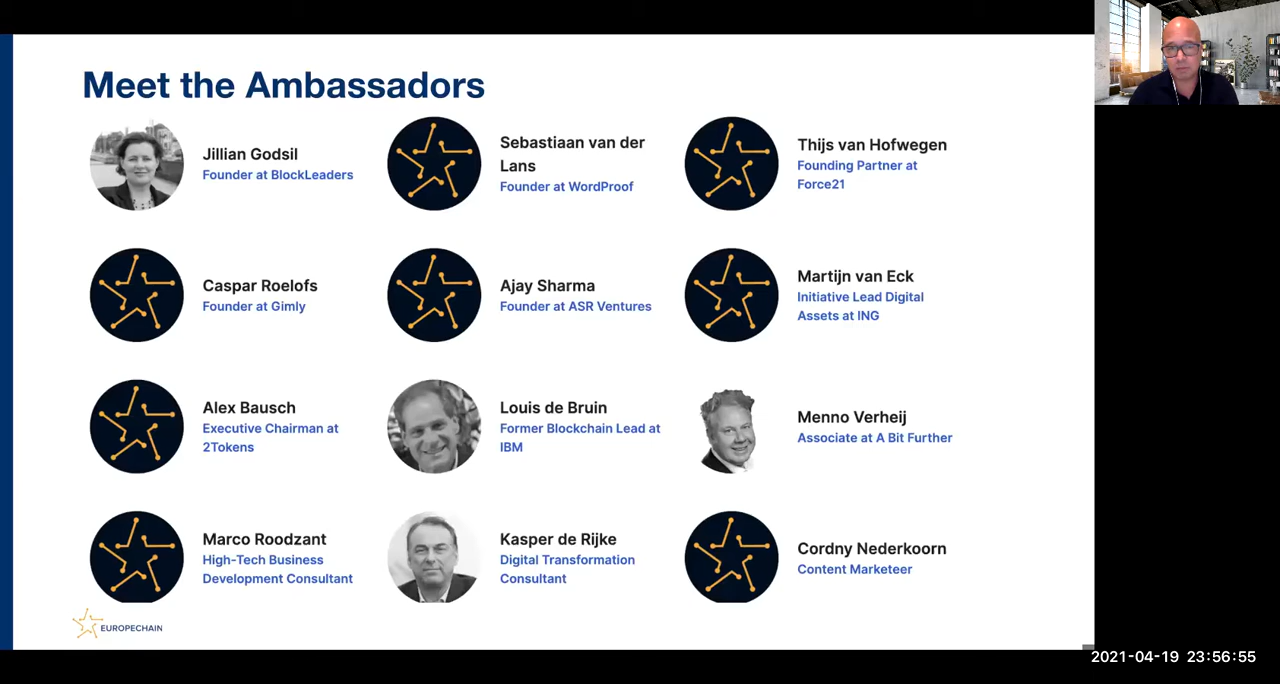 Meet the Ambassadors
Jillian Godsil
Founder at BlockLeaders
Sebastiaan van der
Lans
Founder at WordProof
Thijs van Hofwegen
Founding Partner at
Force21
Caspar Roelofs
Founder at Gimly
Ajay Sharma
Founder at ASR Ventures
Martijn van Eck
Initiative Lead Digital
Assets at ING
Alex Bausch
Executive Chairman at
2Tokens
Louis de Bruin
Former Blockchain Lead at
IBM
Menno Verheij
Associate at A Bit Further
Marco Roodzant
High-Tech Business
Development Consultant
Kasper de Rijke
Digital Transformation
Consultant
Cordny Nederkoorn
Content Marketeer
EUROPECHAIN
2021-04-19 23:56:55